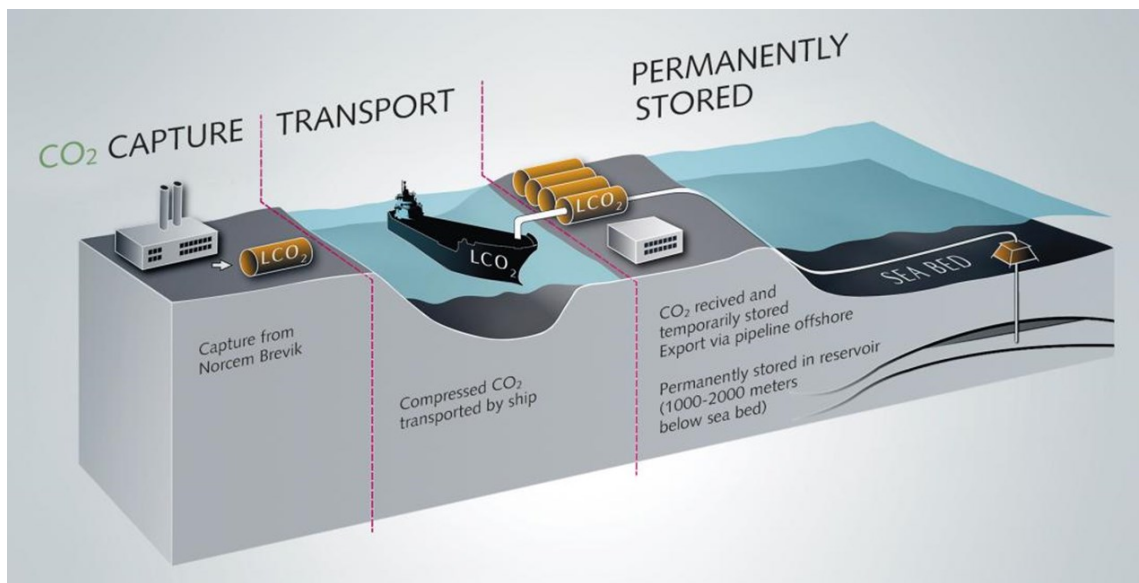 CO₂ CAPTURE
TRANSPORT
PERMANENTLY
STORED
LCO₂
LCO₂
LCO₂
SEA BED
Capture from
Norcem Brevik
Compressed CO₂
transported by ship
CO₂ recived and
temporarily stored
Export via pipeline offshore
Permanently stored in reservoir
(1000-2000 meters
below sea bed)